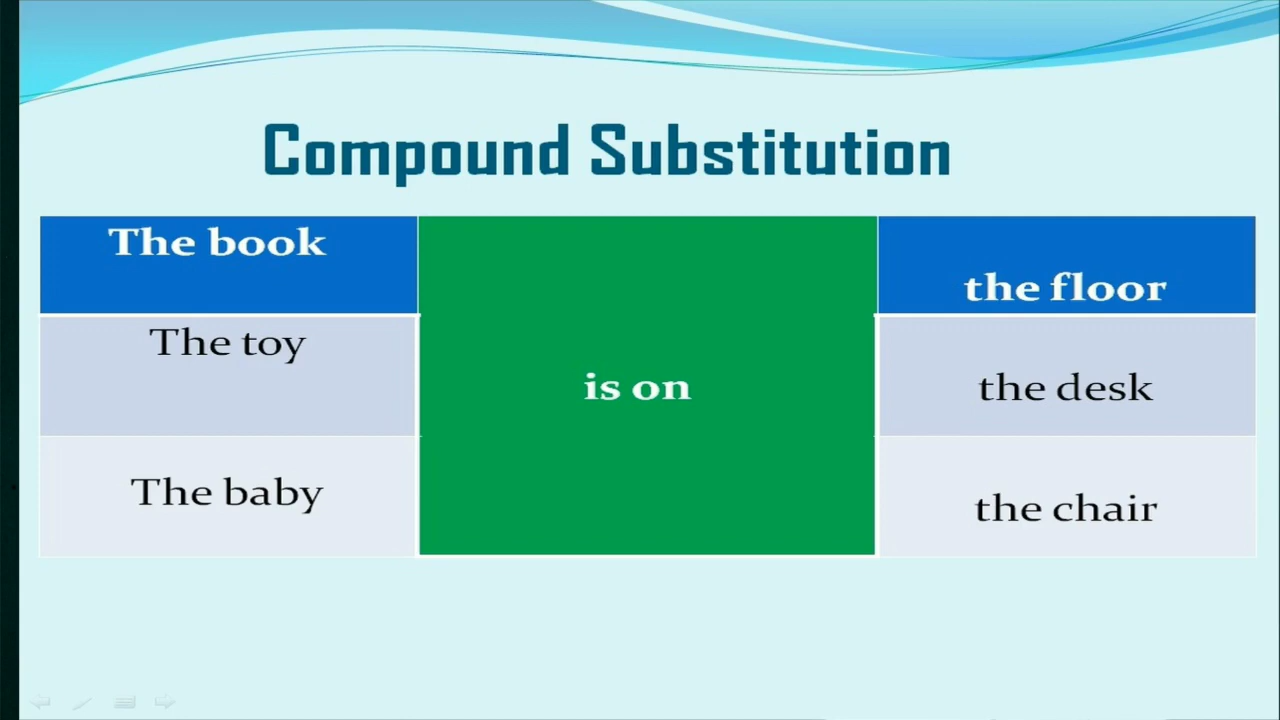 Compound Substitution
The book
the floor
The toy
is on
the desk
The baby
the chair